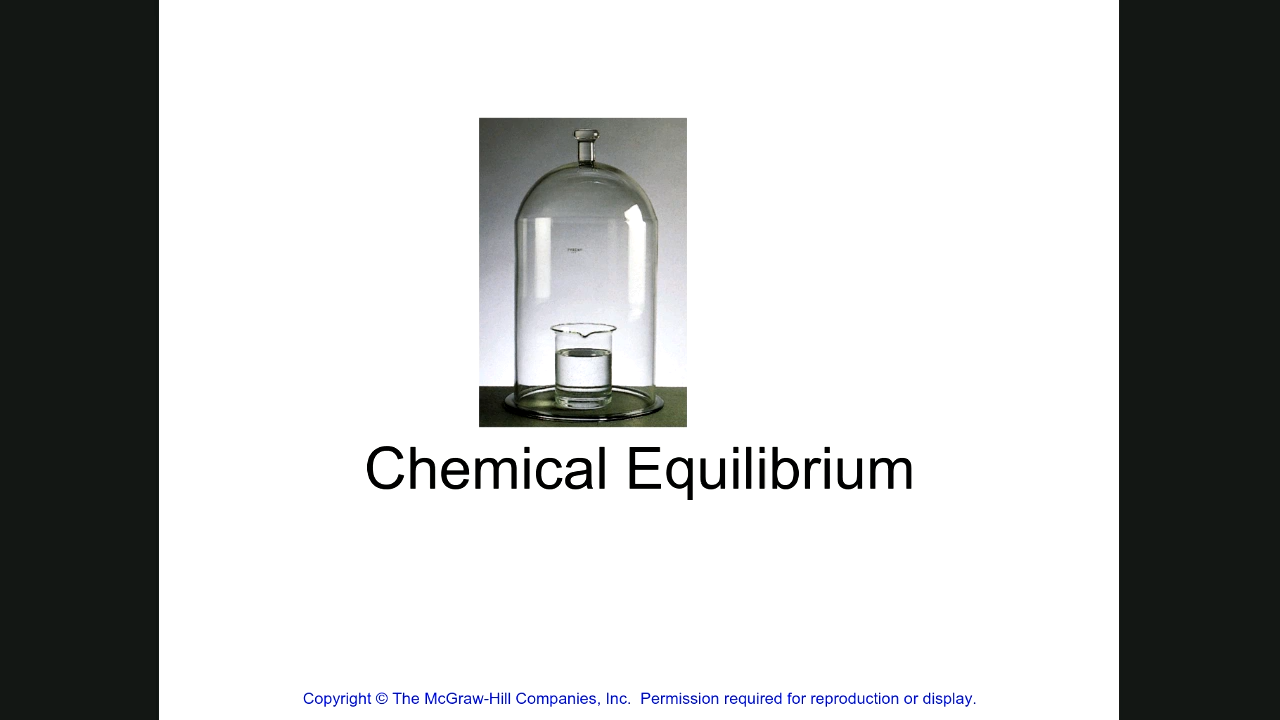 Chemical Equilibrium
Copyright © The McGraw-Hill Companies, Inc.  Permission required for reproduction or display.